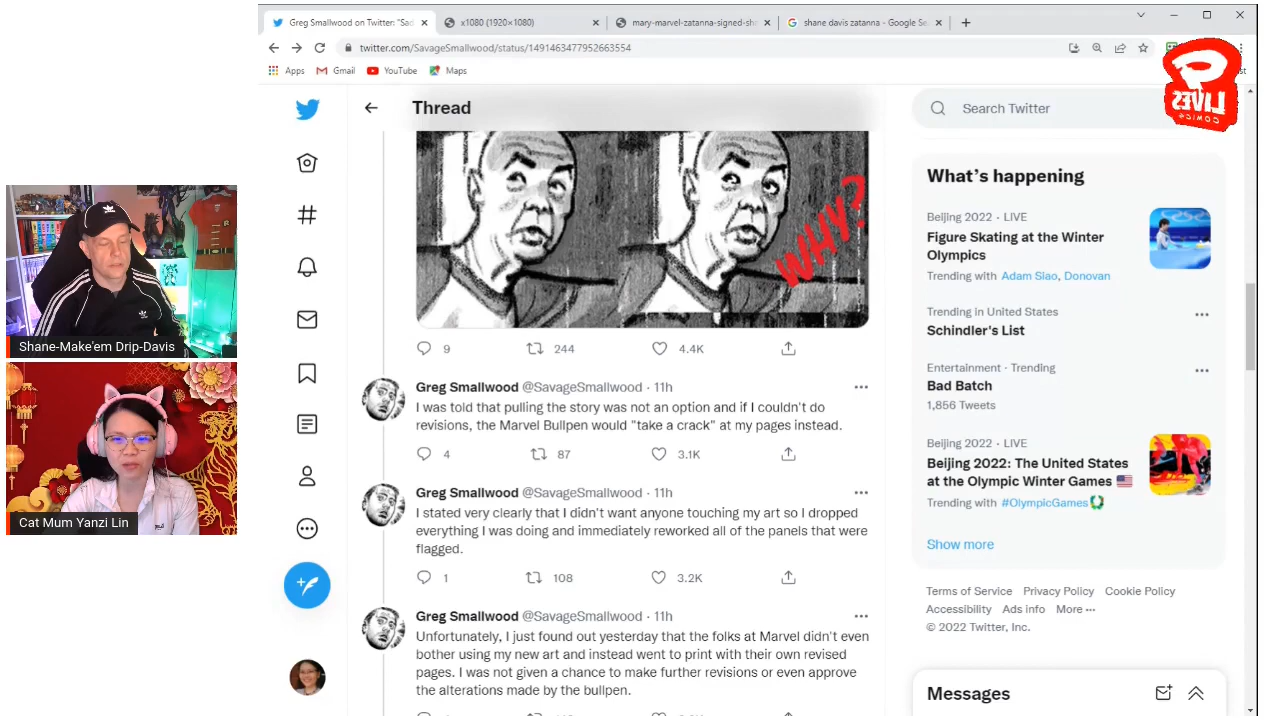 Greg Smallwood on Twitter: "Sad
x1080 (1920×1080)
mary-marvel-zatanna-signed-sh
shane davis zatanna - Google Se
twitter.com/SavageSmallwood/status/1491463477952663554
Apps
Gmail
YouTube
Maps
LIVES
COMICS
Thread
Search Twitter
WHY?
9
244
4.4K
Greg Smallwood @SavageSmallwood · 11h
I was told that pulling the story was not an option and if I couldn't do
revisions, the Marvel Bullpen would "take a crack" at my pages instead.
4
87
3.1K
Greg Smallwood @SavageSmallwood · 11h
I stated very clearly that I didn't want anyone touching my art so I dropped
everything I was doing and immediately reworked all of the panels that were
flagged.
1
108
3.2K
Greg Smallwood @SavageSmallwood · 11h
Unfortunately, I just found out yesterday that the folks at Marvel didn't even
bother using my new art and instead went to print with their own revised
pages. I was not given a chance to make further revisions or even approve
the alterations made by the bullpen.
What's happening
Beijing 2022 · LIVE
Figure Skating at the Winter
Olympics
Trending with Adam Siao, Donovan
Trending in United States
Schindler's List
Entertainment · Trending
Bad Batch
1,856 Tweets
Beijing 2022 · LIVE
Beijing 2022: The United States
at the Olympic Winter Games
Trending with #OlympicGames
Show more
Terms of Service Privacy Policy Cookie Policy
Accessibility Ads info More ···
© 2022 Twitter, Inc.
Messages
Shane-Make'em Drip-Davis
Cat Mum Yanzi Lin